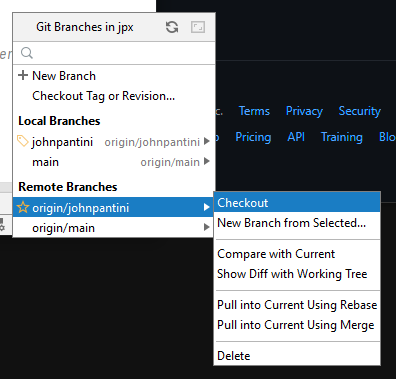 Git Branches in jpx
+ New Branch
Checkout Tag or Revision...
Local Branches
johnpantini origin/johnpantini
main origin/main
Remote Branches
origin/johnpantini
origin/main
Checkout
New Branch from Selected...
Compare with Current
Show Diff with Working Tree
Pull into Current Using Rebase
Pull into Current Using Merge
Delete
c. Terms Privacy Security
Pricing API Training Blo